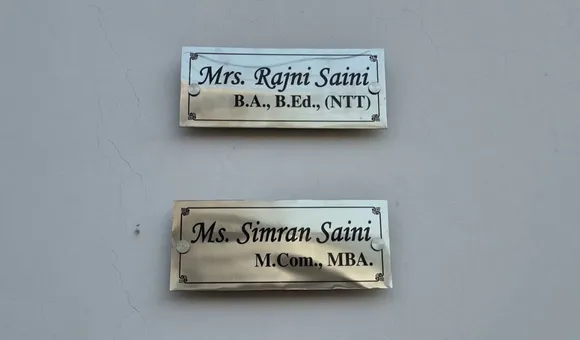 Mrs. Rajni Saini
B.A., B.Ed., (NTT)
Ms. Simran Saini
M.Com., MBA.